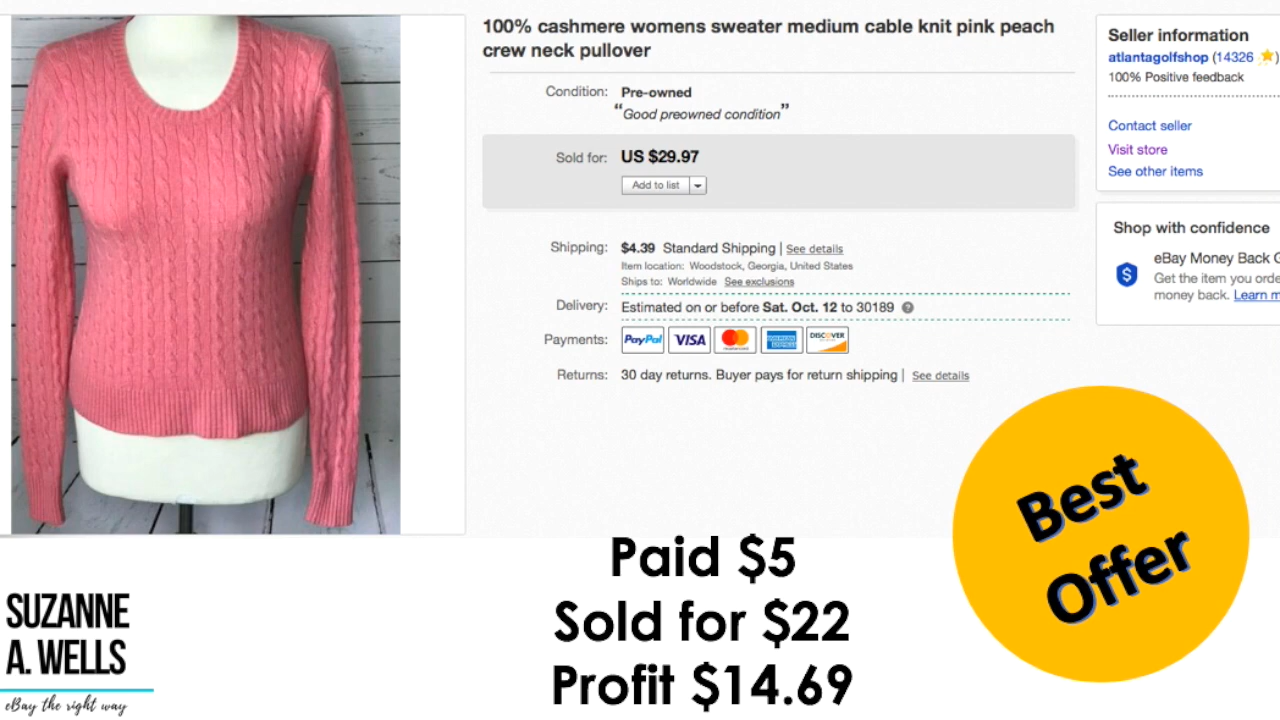 100% cashmere womens sweater medium cable knit pink peach
crew neck pullover
Condition: Pre-owned
“Good preowned condition”
Sold for: US $29.97
Add to list
Shipping: $4.39 Standard Shipping | See details
Item location: Woodstock, Georgia, United States
Ships to: Worldwide See exclusions
Delivery: Estimated on or before Sat. Oct. 12 to 30189 ?
Payments: PayPal VISA mastercard AMERICAN EXPRESS DISCOVER
Returns: 30 day returns. Buyer pays for return shipping | See details
Seller information
atlantagolfshop (14326 )
100% Positive feedback
Contact seller
Visit store
See other items
Shop with confidence
$
eBay Money Back G
Get the item you orde
money back. Learn m
Best
Offer
Paid $5
Sold for $22
Profit $14.69
SUZANNE
A. WELLS
eBay the right way